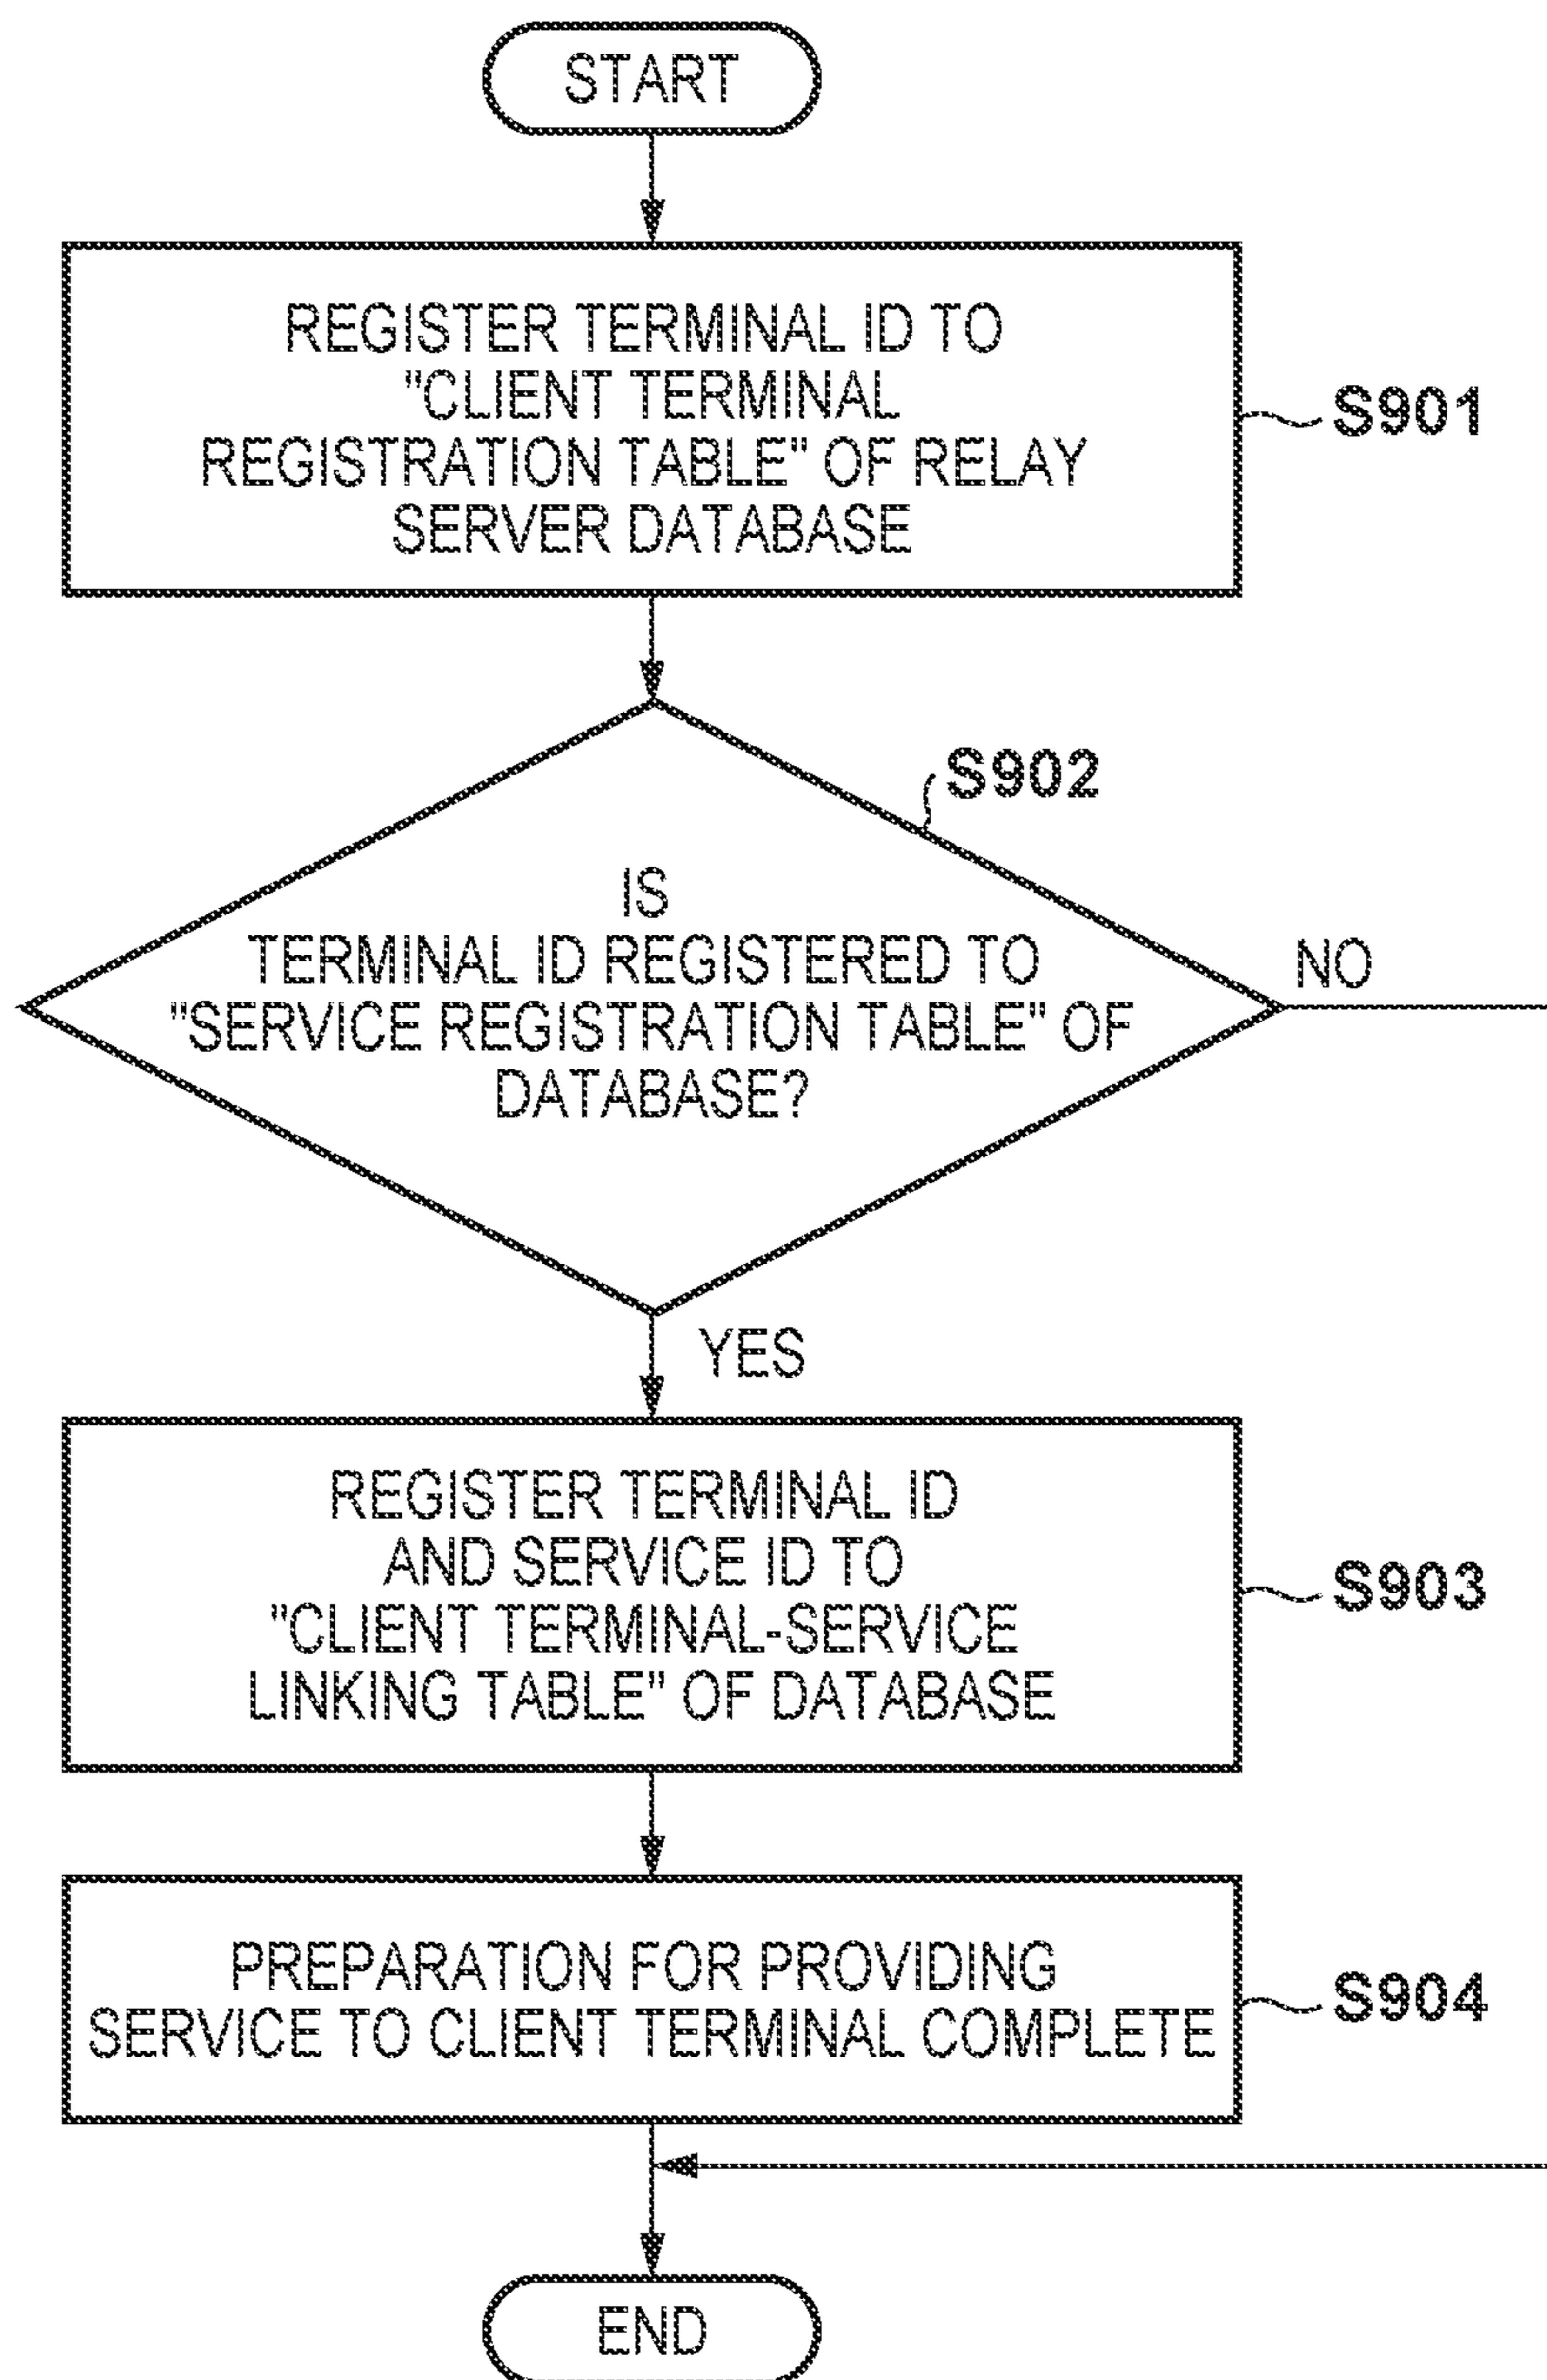 START
REGISTER TERMINAL ID TO
"CLIENT TERMINAL
REGISTRATION TABLE" OF RELAY
SERVER DATABASE
S901
S902
IS
TERMINAL ID REGISTERED TO
"SERVICE REGISTRATION TABLE" OF
DATABASE?
NO
YES
REGISTER TERMINAL ID
AND SERVICE ID TO
"CLIENT TERMINAL-SERVICE
LINKING TABLE" OF DATABASE
S903
PREPARATION FOR PROVIDING
SERVICE TO CLIENT TERMINAL COMPLETE
S904
END